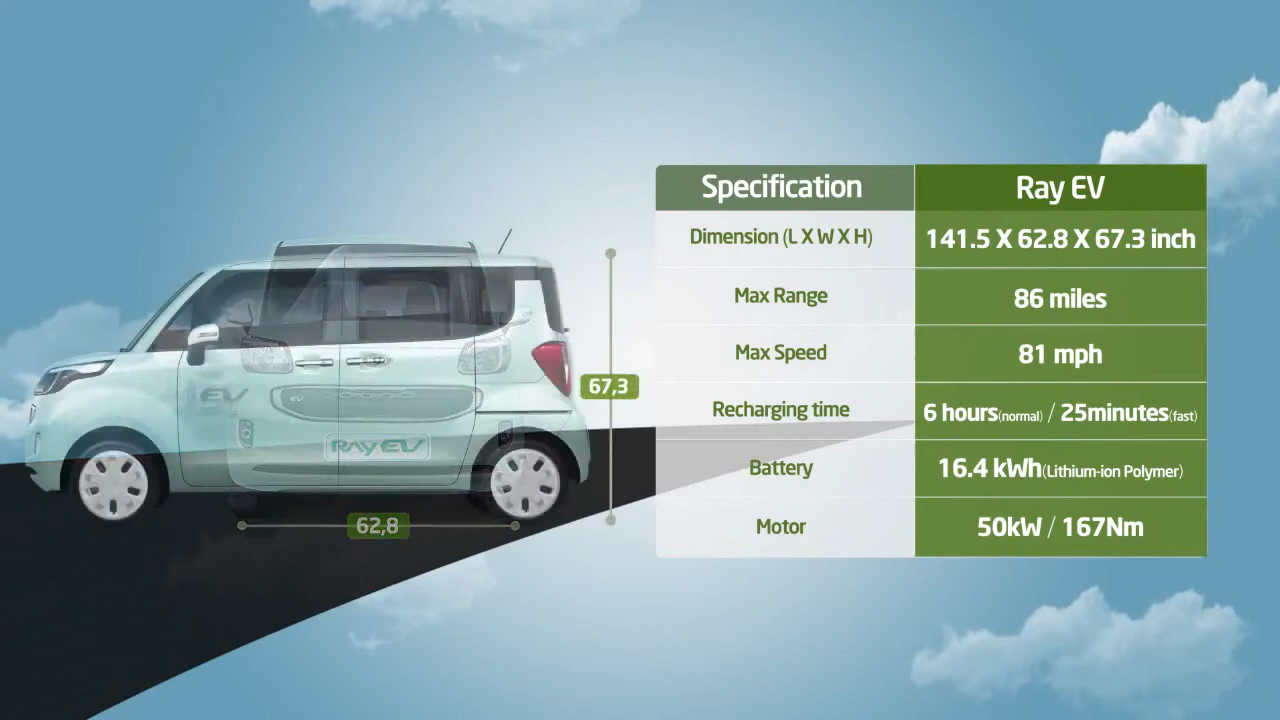 Specification Ray EV
Dimension (L X W X H) 141.5 X 62.8 X 67.3 inch
Max Range 86 miles
Max Speed 81 mph
Recharging time 6 hours(normal) / 25minutes(fast)
Battery 16.4 kWh(Lithium-ion Polymer)
Motor 50kW / 167Nm
67,3
EV
Ray EV
62,8